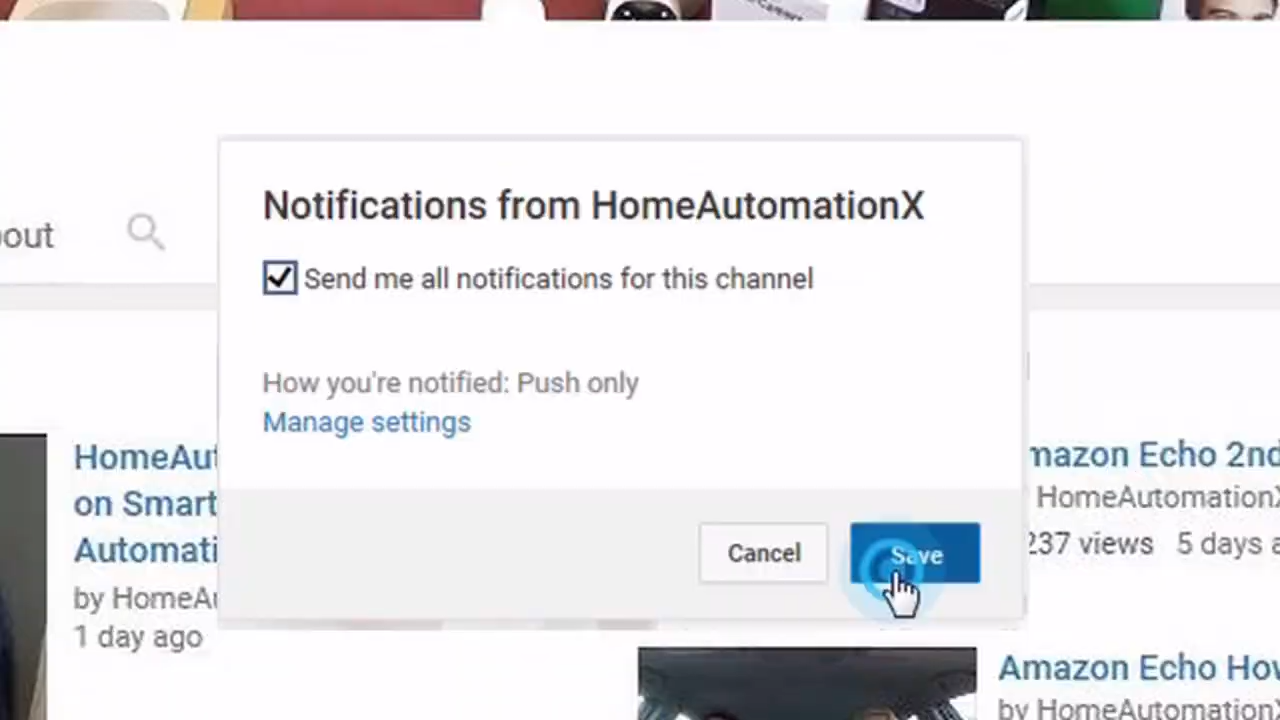 Notifications from HomeAutomationX
out
Send me all notifications for this channel
How you're notified: Push only
Manage settings
HomeAut
on Smart
Automati
by HomeAu
1 day ago
Cancel
Save
mazon Echo 2nd
HomeAutomationX
237 views 5 days a
Amazon Echo How
by HomeAutomationX